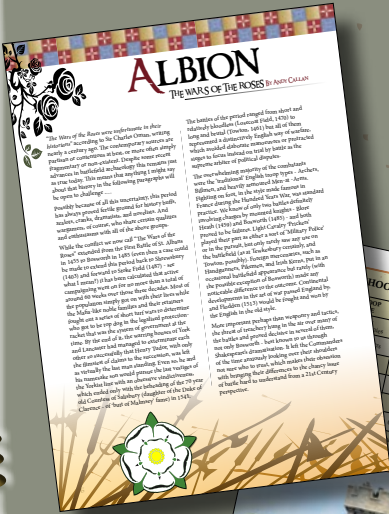 ALBION
THE WARS OF THE ROSES BY ANDY CALLAN
"The Wars of the Roses were unfortunate in their
historians" according to Sir Charles Oman, writing
nearly a century ago. The contemporary sources are
partisan or contentious at best, or more often simply
fragmentary or non-existent. Despite some recent
advances in battlefield archaeology this remains just
as true today. This means that anything I might say
about that history in the following paragraphs will
be open to challenge ....
Possibly because of all this uncertainty, this period
has always proved fertile ground for history buffs,
zealots, cranks, dramatists, and novelists. And
wargamers, of course, who share certain qualities
and enthusiasms with all of the above groups.
While the conflict now call "The Wars of the
Roses" extended from the First Battle of St. Albans
in 1455 to Bosworth in 1485 (even then a case could
be made to extend this period back to Shrewsbury
(1403) and forward to Stoke Field (1487) - see
what I mean?) it has been calculated that active
campaigning went on for no more than a total of
around 60 weeks over those three decades. Most of
the population simply got on with their lives while
the Mafia-like noble families and their retainers
fought out a series of short turf wars to determine
who got to be top dog in the legalised protection
racket that was the system of government at the
time. By the end of it, the warring houses of York
and Lancaster had managed to exterminate each
other so successfully that Henry Tudor, with only
the flimsiest of claims to the succession, was left
as virtually the last man standing. Even so, he and
his namesake son would pursue the last vestiges of
the Yorkist line with an obsessive vindictiveness,
which ended only with the beheading of the 70 year
old Countess of Salisbury (daughter of the Duke of
Clarence - of 'butt of Malmsey' fame) in 1541.
The battles of the period ranged from short and
relatively bloodless (Losecoat Field, 1470) to
long and brutal (Towton, 1461) but all of them
represented a distinctively English way of warfare,
which avoided elaborate manoeuvres or protracted
sieges to focus instead on trial by battle as the
supreme arbiter of political disputes.
The overwhelming majority of the combatants
were the 'traditional' English troop types - Archers,
Billmen, and heavily armoured Men-at-Arms.
Fighting on foot, in the style made famous in
France during the Hundred Years War, was standard
practice. We know of only two battles definitely
involving charges by mounted knights - Blore
Heath (1459) and Bosworth (1485) - and both
proved to be failures. Light Cavalry 'Prickers'
played their part as either a sort of 'Military Police'
or in the pursuit, but only rarely saw any use on
the battlefield (as at Tewkesbury certainly, and
Towton, possibly). Foreign mercenaries, such as
Handgunners, Pikemen, and Irish Kerns, put in an
occasional battlefield appearance but rarely (with
the possible exception of Bosworth) made any
noticeable difference to the outcome. Continental
developments in the art of war passed England by,
and Flodden (1513) would be fought and won by
the English in the old style.
More important perhaps than weaponry and tactics,
the threat of treachery hung in the air over many of
the battles and proved decisive in several of them,
not only Bosworth - best known to us through
Shakespeare's dramatisation. It left the Commanders
of the time anxiously looking over their shoulders
not sure who to trust, which makes their obsession
with bringing their differences to the chancy issue
of battle hard to understand from a 21st Century
perspective.